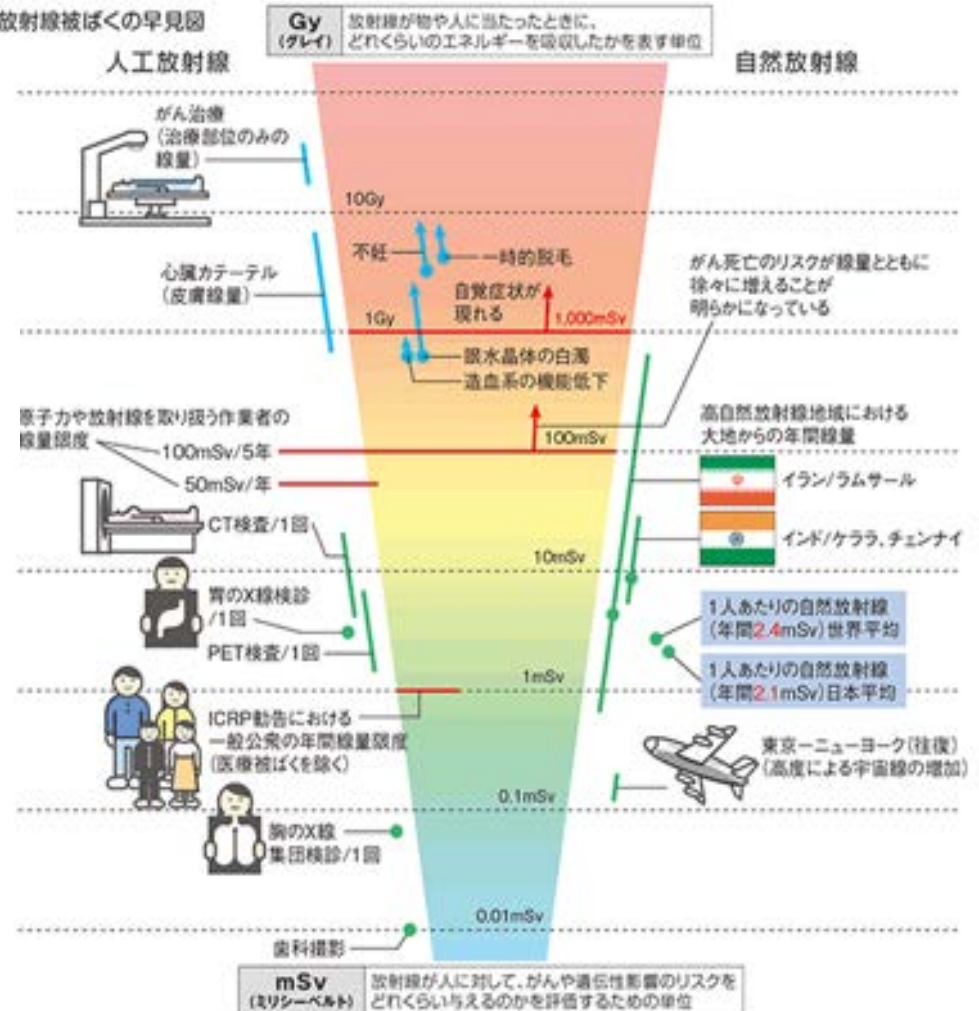 放射線被ばくの早見図
Gy
(グレイ)
放射線が物や人に当たったときに、
どれくらいのエネルギーを吸収したかを表す単位
人工放射線
自然放射線
がん治療
(治療部位のみの
線量)
10Gy
不妊
一時的脱毛
心臓カテーテル
(皮膚線量)
自覚症状が
現れる
1Gy
1,000mSv
がん死亡のリスクが線量とともに
徐々に増えることが
明らかになっている
眼水晶体の白濁
造血系の機能低下
原子力や放射線を取り扱う作業者の
線量限度
100mSv/5年
100mSv
50mSv/年
高自然放射線地域における
大地からの年間線量
イラン/ラムサール
CT検査/1回
インド/ケララ、チェンナイ
10mSv
胃のX線検診
/1回
PET検査/1回
1人あたりの自然放射線
(年間2.4mSv)世界平均
1人あたりの自然放射線
(年間2.1mSv)日本平均
1mSv
ICRP勧告における
一般公衆の年間線量限度
(医療被ばくを除く)
東京ーニューヨーク(往復)
(高度による宇宙線の増加)
0.1mSv
胸のX線
集団検診/1回
0.01mSv
歯科撮影
mSv
(ミリシーベルト)
放射線が人に対して、がんや遺伝性影響のリスクを
どれくらい与えるのかを評価するための単位